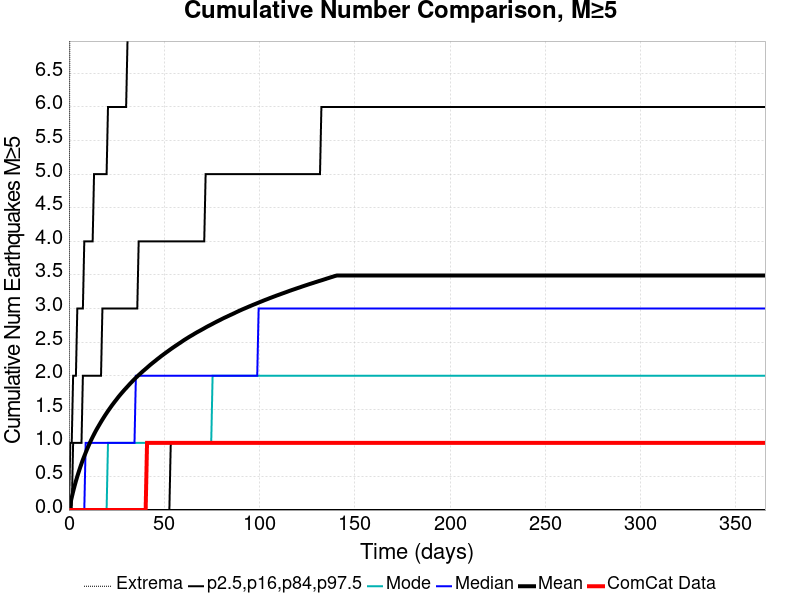 Cumulative Number Comparison, M≥5
Cumulative Num Earthquakes M≥5
6.5
6.0
5.5
5.0
4.5
4.0
3.5
3.0
2.5
2.0
1.5
1.0
0.5
0.0
0 50 100 150 200 250 300 350
Time (days)
Extrema p2.5,p16,p84,p97.5 Mode Median Mean ComCat Data